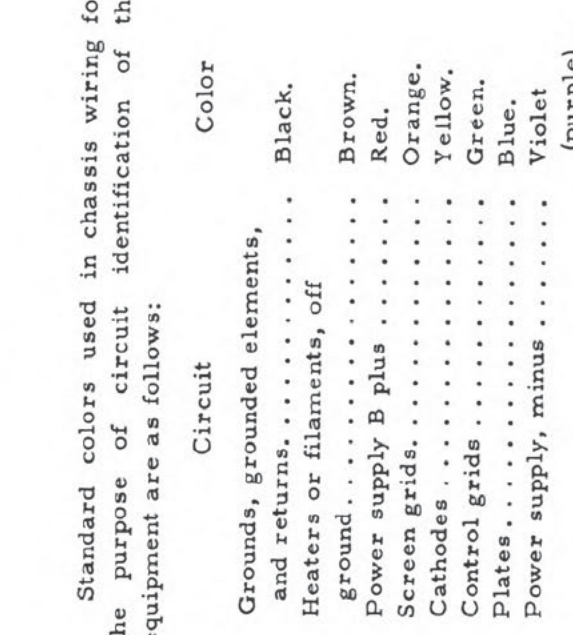 Standard colors used in chassis wiring fo
he purpose of circuit identification of th
equipment are as follows:
Circuit Color
Grounds, grounded elements,
and returns............ Black.
Heaters or filaments, off
ground............... Brown.
Power supply B plus ....... Red.
Screen grids............. Orange.
Cathodes ............... Yellow.
Control grids ............ Green.
Plates................. Blue.
Power supply, minus ....... Violet
(purple)